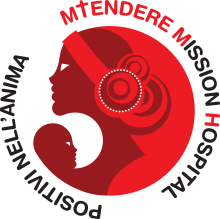 MTENDERE MISSION HOSPITAL
POSITIVI NELL'ANIMA